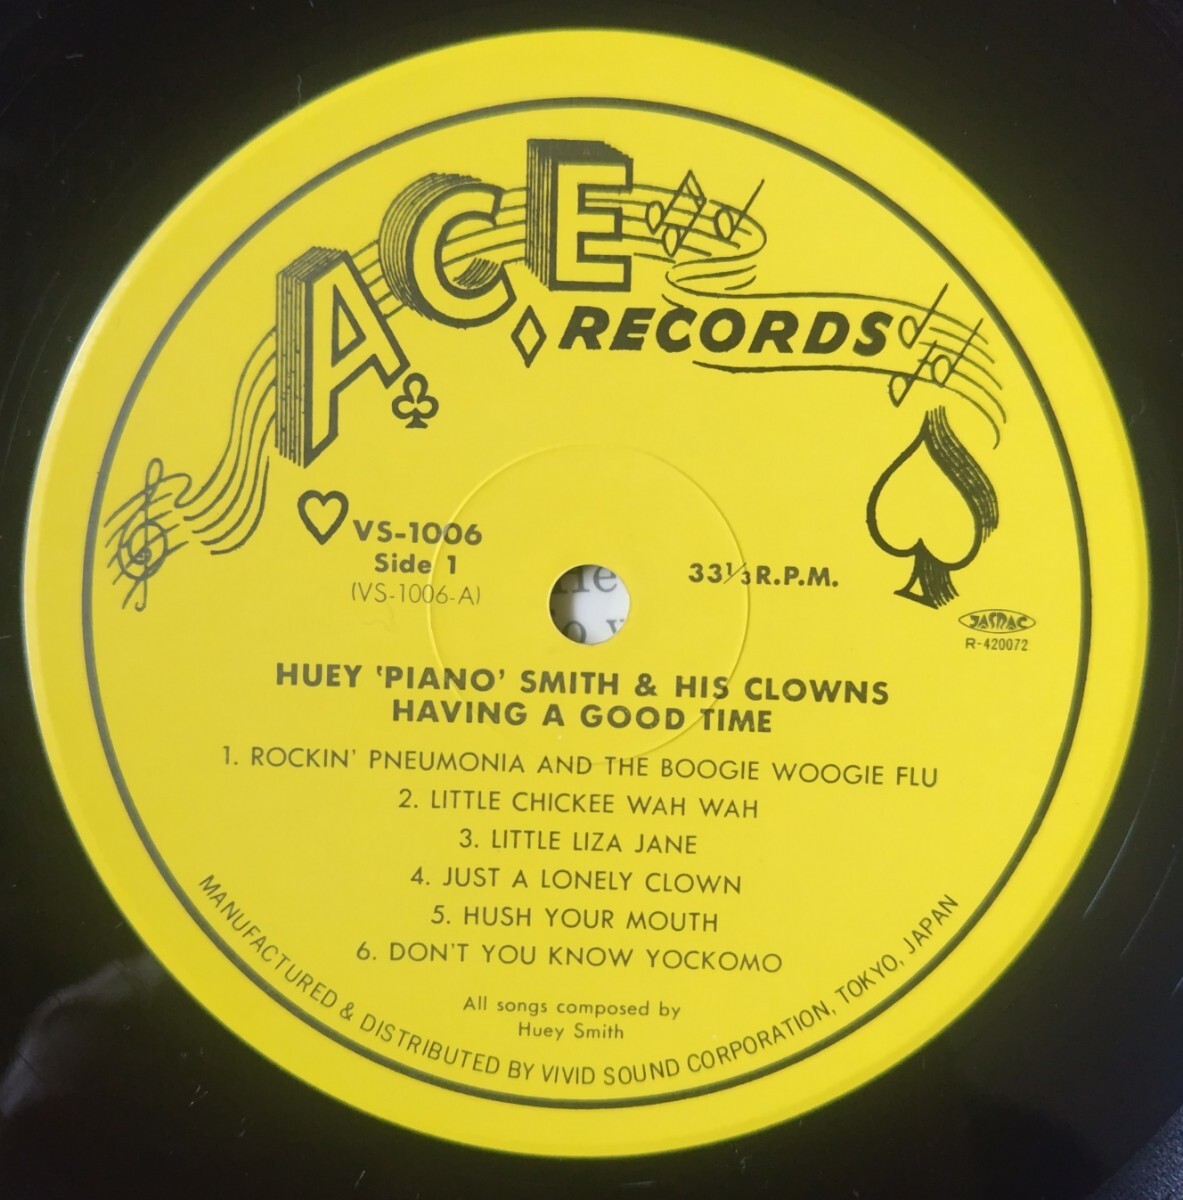 ACE
RECORDS
VS-1006
Side 1
(VS-1006-A)
33 1/3 R.P.M.
JASRAC
R-420072
HUEY 'PIANO' SMITH & HIS CLOWNS
HAVING A GOOD TIME
1. ROCKIN' PNEUMONIA AND THE BOOGIE WOOGIE FLU
2. LITTLE CHICKEE WAH WAH
3. LITTLE LIZA JANE
4. JUST A LONELY CLOWN
5. HUSH YOUR MOUTH
6. DON'T YOU KNOW YOCKOMO
All songs composed by
Huey Smith
MANUFACTURED & DISTRIBUTED BY VIVID SOUND CORPORATION, TOKYO, JAPAN